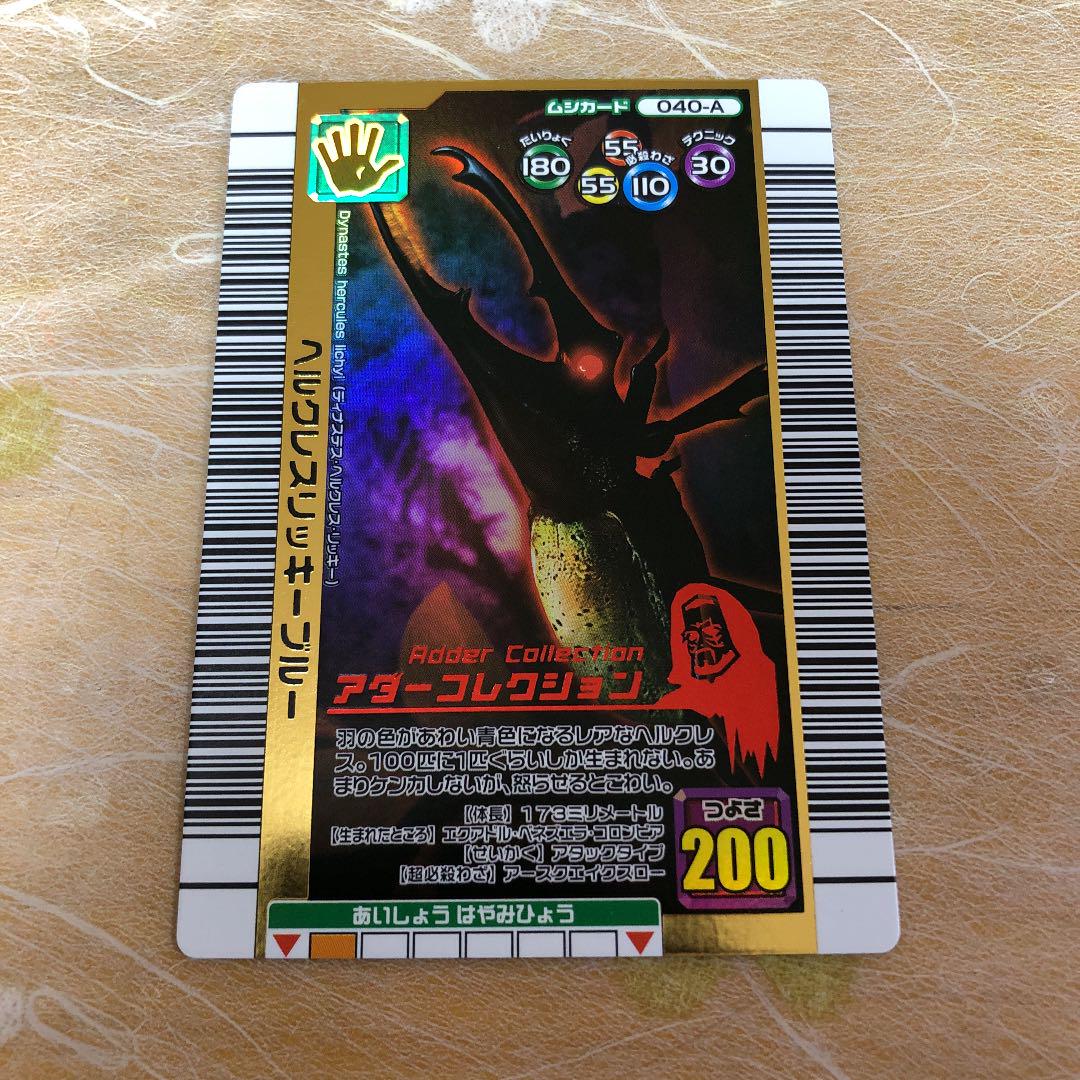 ムシカード 040-A
たいりょく 180
55
必殺わざ 110
55
テクニック 30
ヘルクレスリッキーブルー
Dynastes hercules lichyi (ディナステス・ヘルクレス・リッキー)
Adder Collection
アダーコレクション
羽の色があわい青色になるレアなヘルクレ
ス。100匹に1匹ぐらいしか生まれない。あ
まりケンカしないが、怒らせるとこわい。
【体長】 173ミリメートル
【生まれたところ】 エクアドル・ベネズエラ・コロンビア
【せいかく】 アタックタイプ
【超必殺わざ】 アースクエイクスロー
つよさ
200
あいしょう はやみひょう